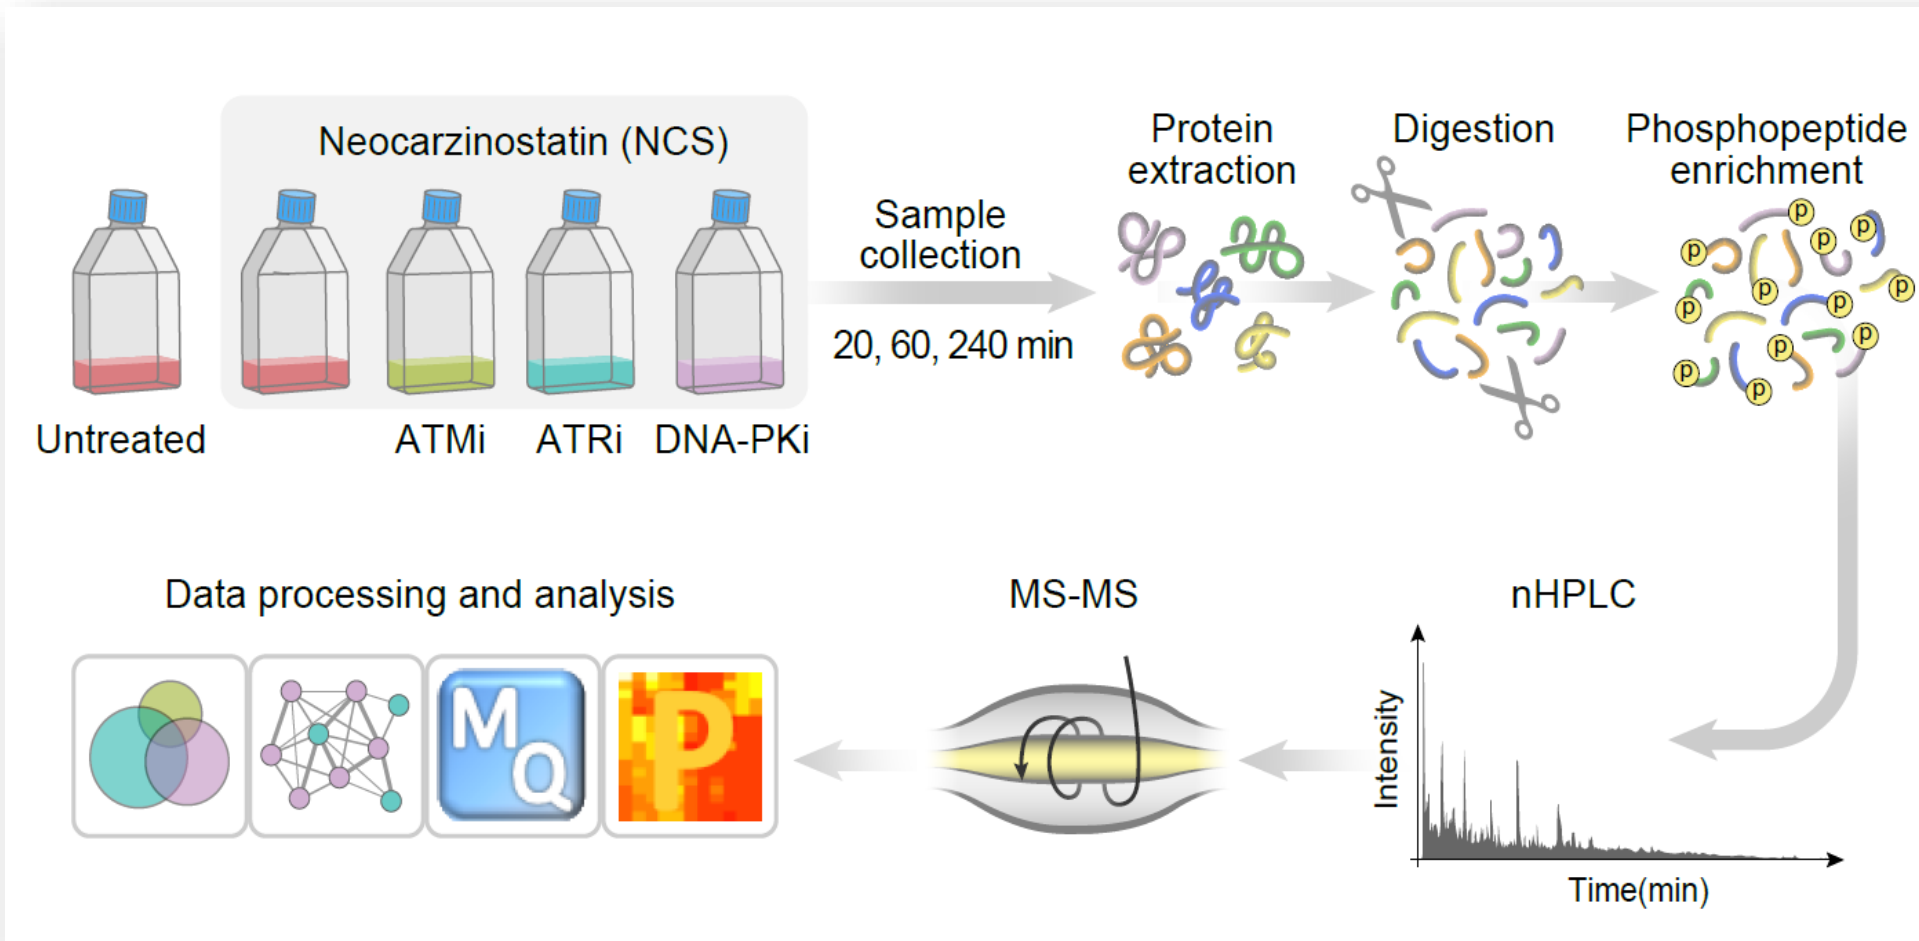 Neocarzinostatin (NCS)
Untreated
ATMi
ATRi
DNA-PKi
Sample
collection
20, 60, 240 min
Protein
extraction
Digestion
Phosphopeptide
enrichment
p
p
p
p
p
p
p
p
p
p
p
p
nHPLC
Intensity
Time(min)
MS-MS
Data processing and analysis
M
Q
P